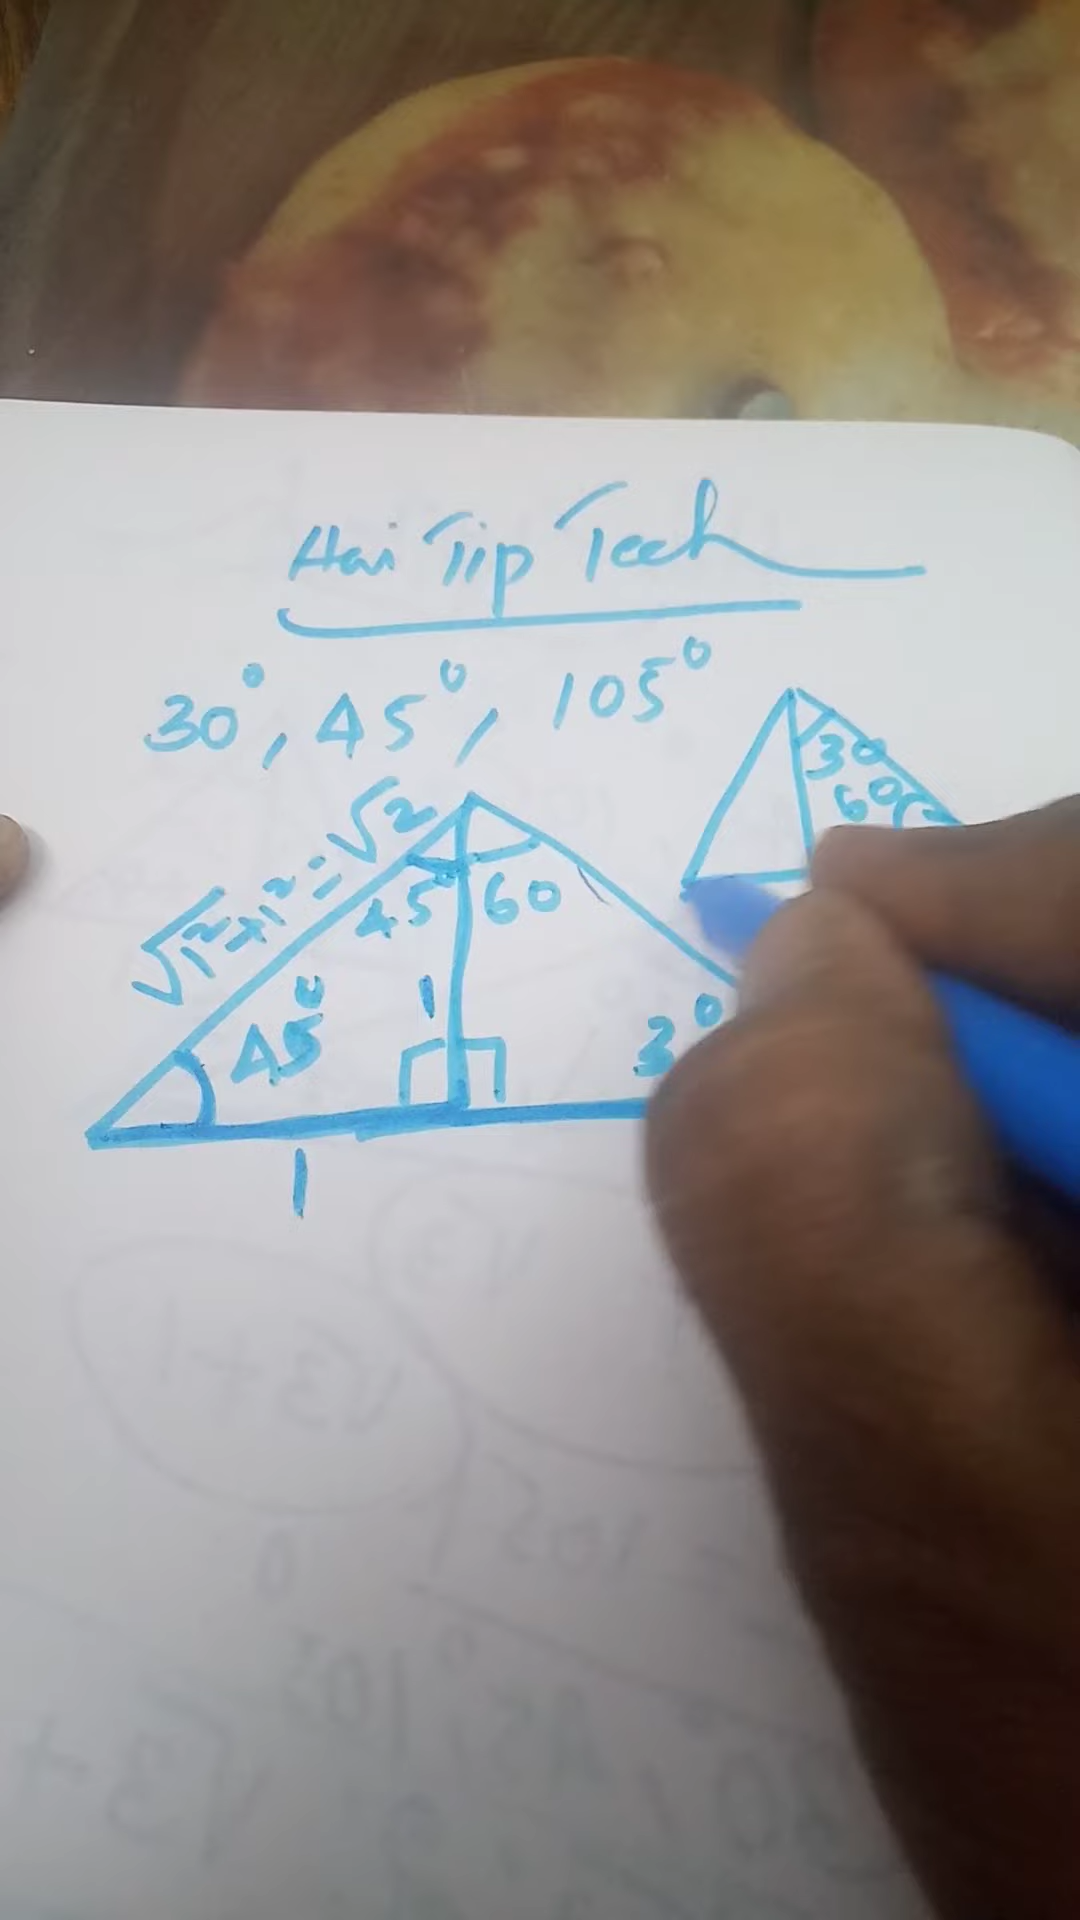 Hai Tip Tech
30°, 45°, 105°
30
60
√1²+1² = √2
45° 60
45°
1
30
1